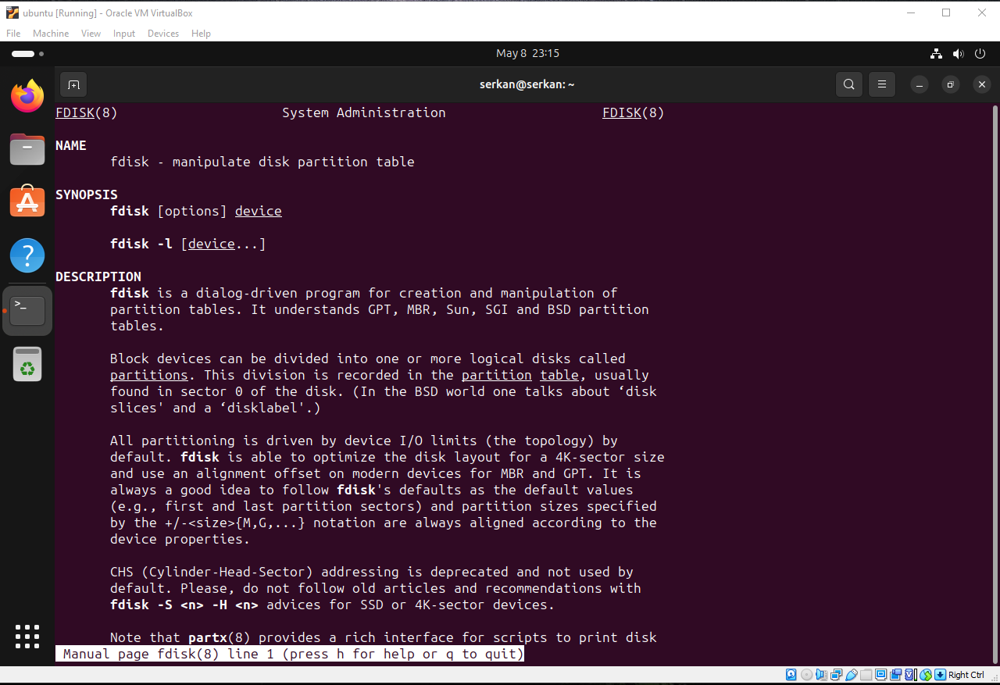 ubuntu [Running] - Oracle VM VirtualBox
File Machine View Input Devices Help
May 8 23:15
serkan@serkan: ~
FDISK(8) System Administration FDISK(8)
NAME
fdisk - manipulate disk partition table
SYNOPSIS
fdisk [options] device
fdisk -l [device...]
DESCRIPTION
fdisk is a dialog-driven program for creation and manipulation of
partition tables. It understands GPT, MBR, Sun, SGI and BSD partition
tables.
Block devices can be divided into one or more logical disks called
partitions. This division is recorded in the partition table, usually
found in sector 0 of the disk. (In the BSD world one talks about ‘disk
slices' and a ‘disklabel'.)
All partitioning is driven by device I/O limits (the topology) by
default. fdisk is able to optimize the disk layout for a 4K-sector size
and use an alignment offset on modern devices for MBR and GPT. It is
always a good idea to follow fdisk's defaults as the default values
(e.g., first and last partition sectors) and partition sizes specified
by the +/-<size>{M,G,...} notation are always aligned according to the
device properties.
CHS (Cylinder-Head-Sector) addressing is deprecated and not used by
default. Please, do not follow old articles and recommendations with
fdisk -S <n> -H <n> advices for SSD or 4K-sector devices.
Note that partx(8) provides a rich interface for scripts to print disk
Manual page fdisk(8) line 1 (press h for help or q to quit)
Right Ctrl